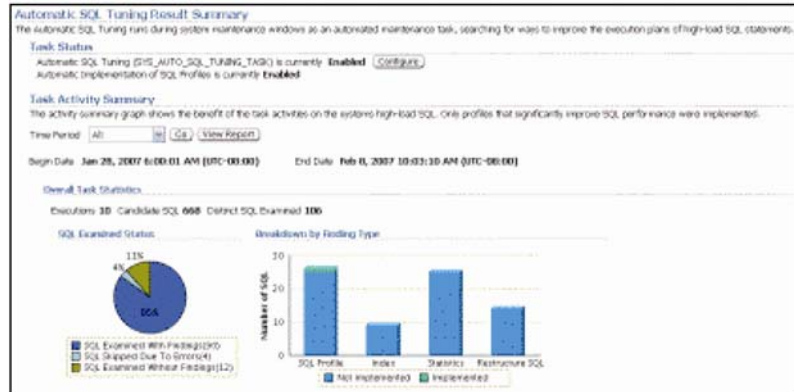 Automatic SQL Tuning Result Summary
The Automatic SQL Tuning runs during system maintenance windows as an automated maintenance task, searching for ways to improve the execution plans of high-load SQL statements.
Task Status
Automatic SQL Tuning (SYS_AUTO_SQL_TUNING_TASK) is currently Enabled Configure
Automatic Implementation of SQL Profiles is currently Enabled
Task Activity Summary
The activity summary graph shows the benefit of the task activities on the systems high-load SQL. Only profiles that significantly improve SQL performance were implemented.
Time Period All Go View Report
Begin Date Jan 28, 2007 6:00:01 AM (UTC-08:00) End Date Feb 8, 2007 10:03:10 AM (UTC-08:00)
Overall Task Statistics
Executions 10 Candidate SQL 668 Distinct SQL Examined 106
SQL Examined Status
Breakdown by Finding Type
11%
4%
85%
SQL Examined With Findings(90)
SQL Skipped Due To Errors(4)
SQL Examined Without Findings(12)
Number of SQL
30
20
10
0
SQL Profile Index Statistics Restructure SQL
Not Implemented Implemented